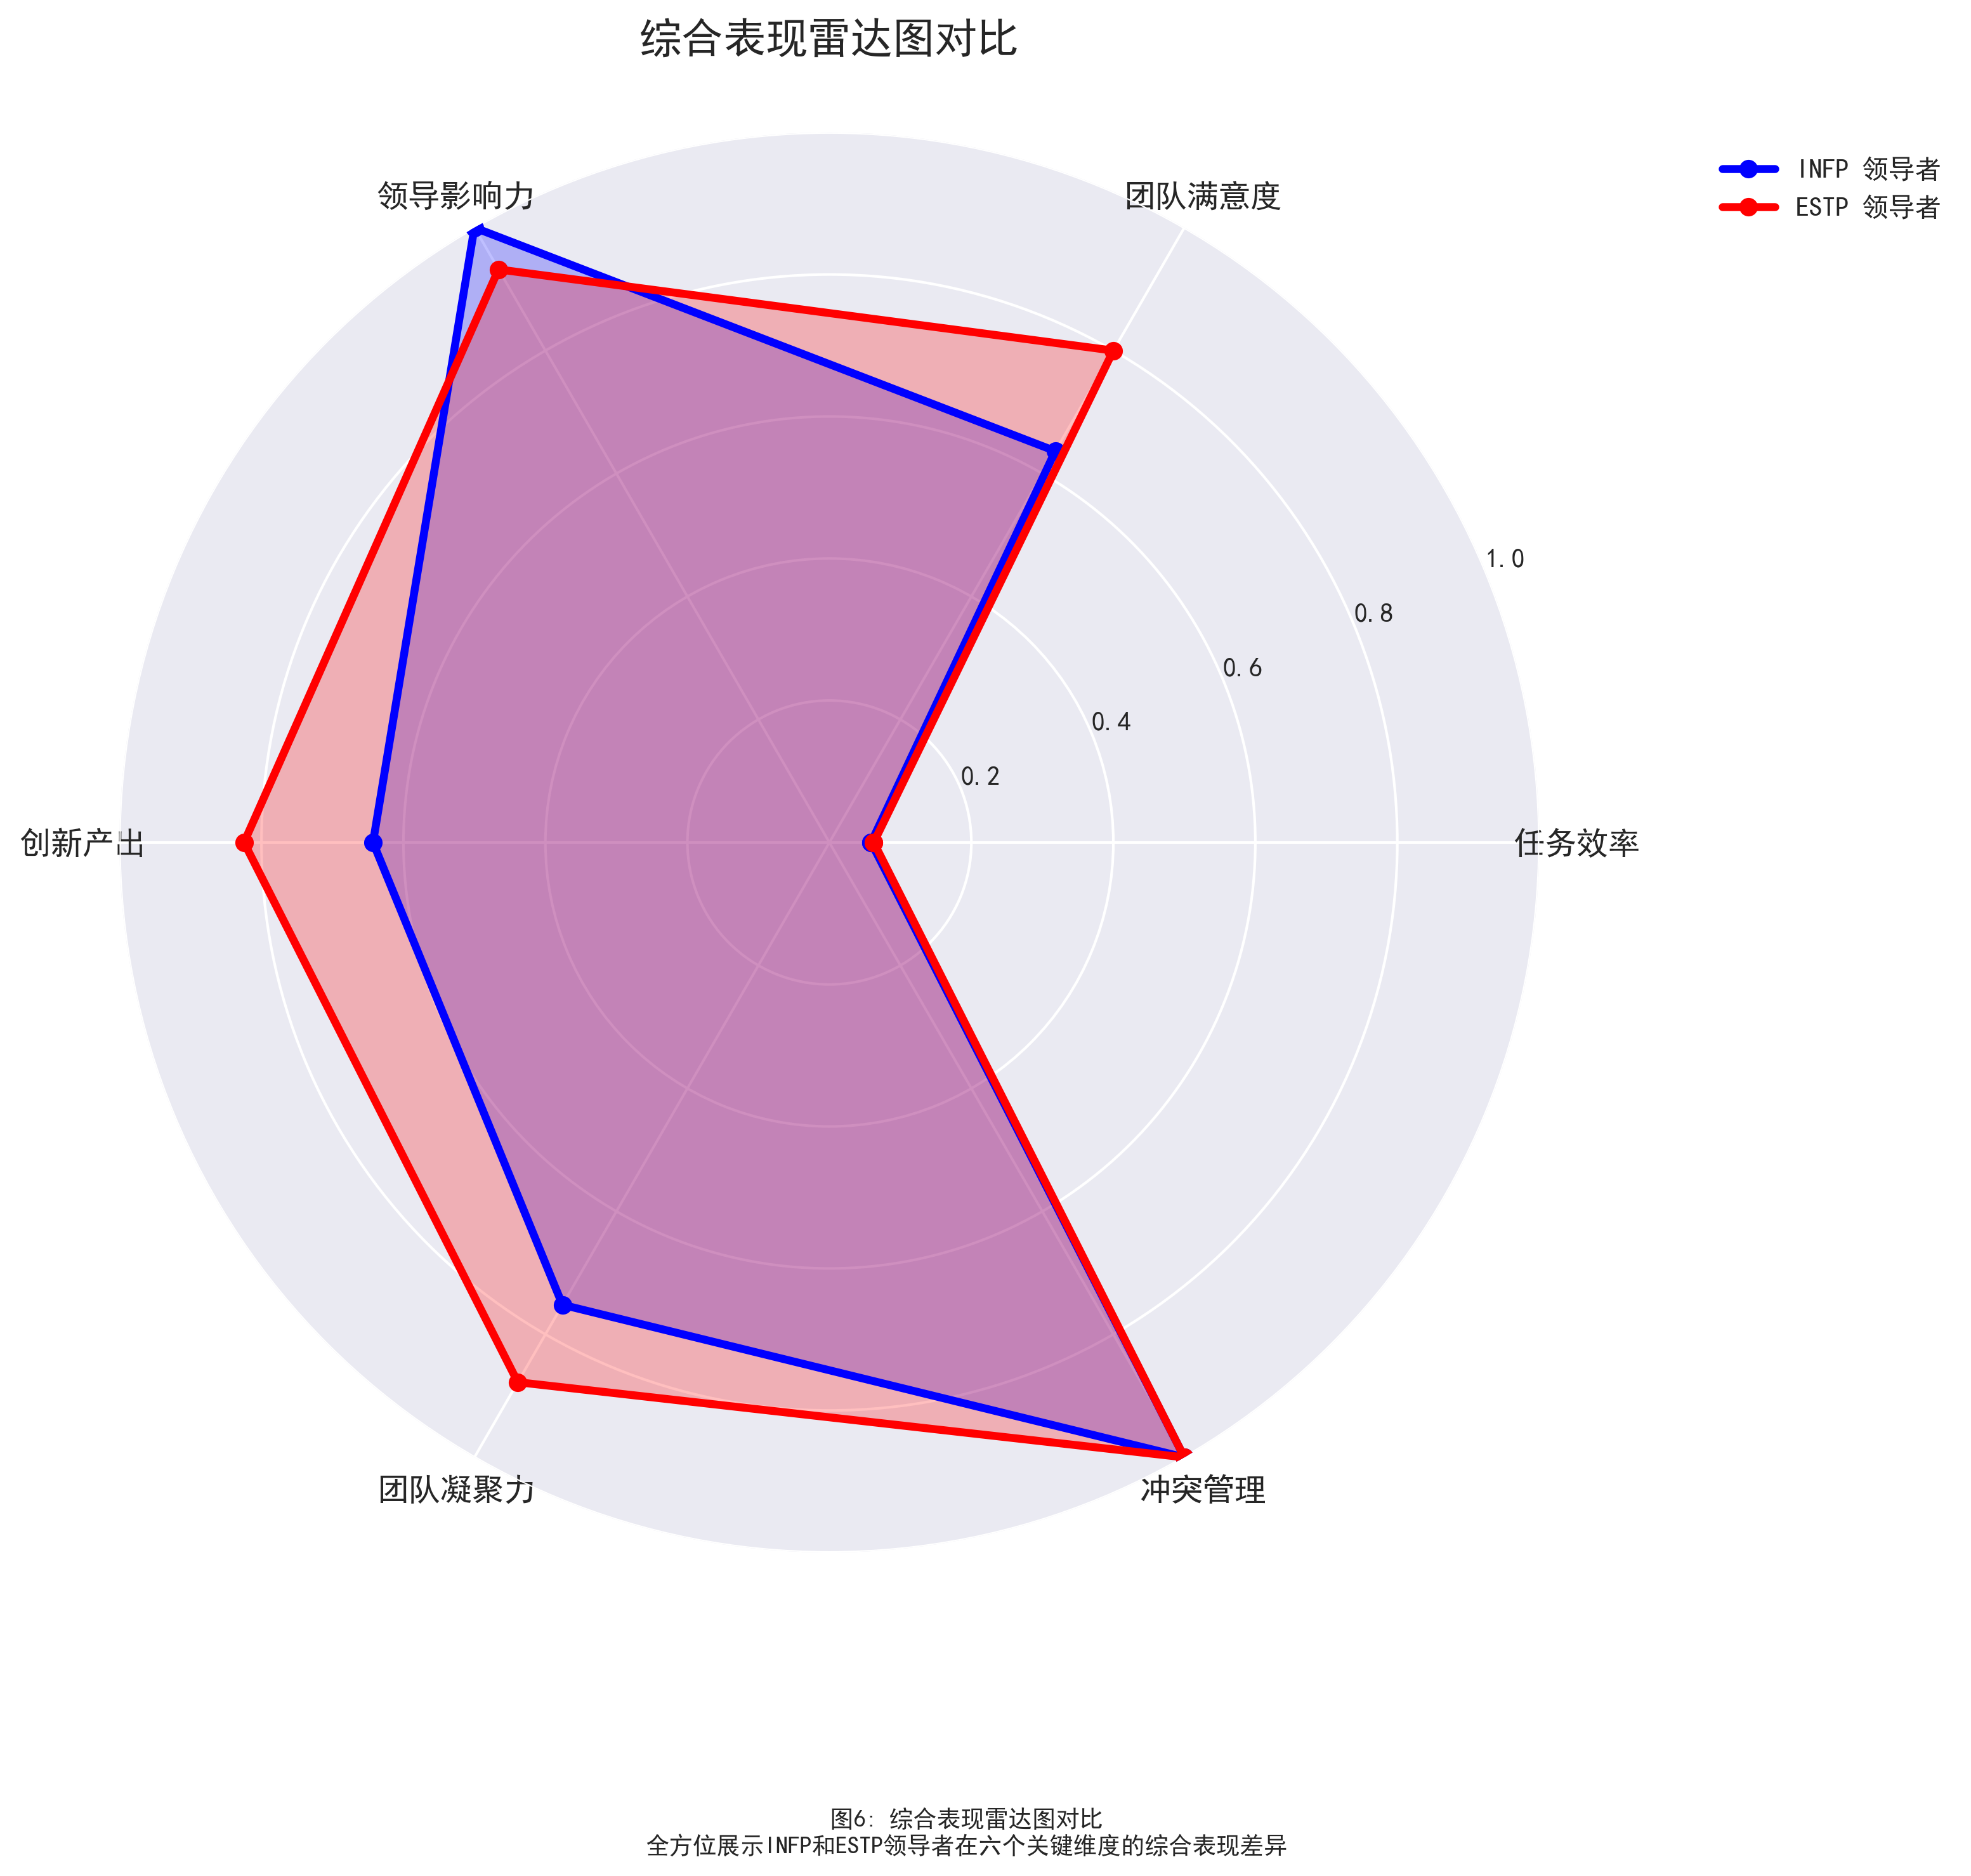 综合表现雷达图对比
INFP 领导者
ESTP 领导者
领导影响力
团队满意度
1.0
0.8
0.6
0.4
0.2
创新产出
任务效率
团队凝聚力
冲突管理
图6: 综合表现雷达图对比
全方位展示INFP和ESTP领导者在六个关键维度的综合表现差异